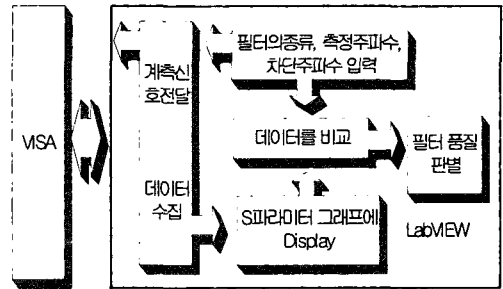 VISA
계측신
호전달
데이터
수집
필터의종류, 측정주파수,
차단주파수 입력
데이터를 비교
필터 품질
판별
S파라미터 그래프에
Display
LabVIEW